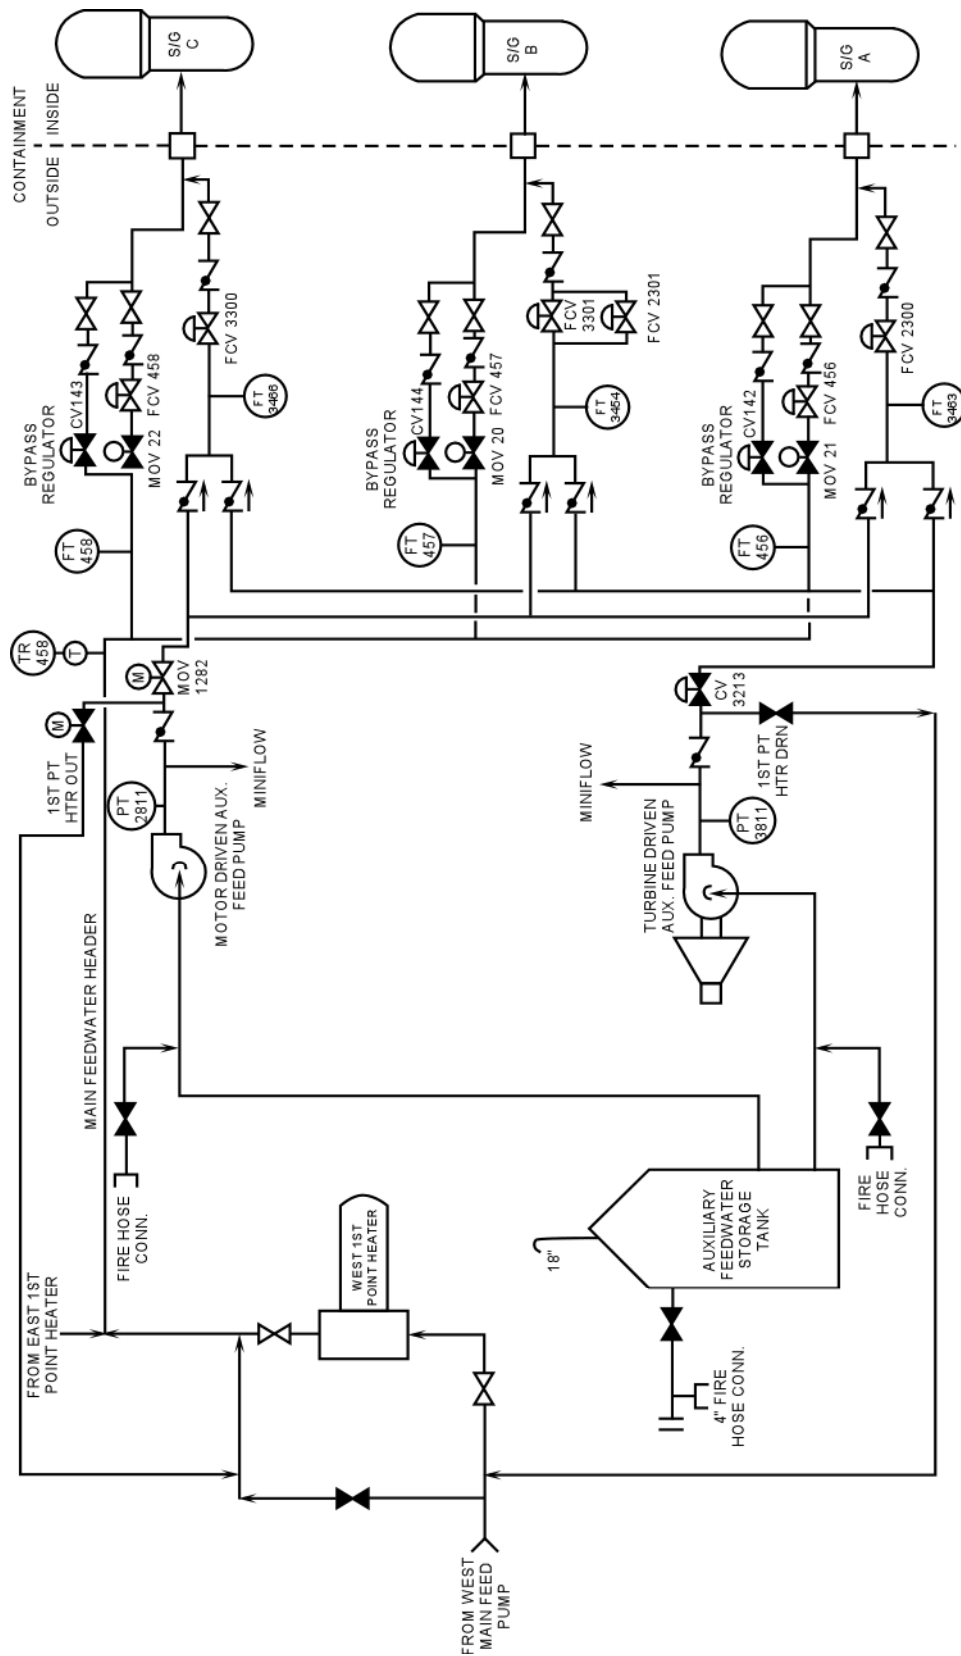 CONTAINMENT
OUTSIDE
INSIDE
S/G
C
S/G
B
S/G
A
BYPASS
REGULATOR
CV143
MOV 22
FCV 458
FCV 3300
FT
3466
FT
458
BYPASS
REGULATOR
CV144
MOV 20
FCV 457
FCV
3301
FCV 2301
FT
3454
FT
457
BYPASS
REGULATOR
CV142
MOV 21
FCV 456
FCV 2300
FT
3463
FT
456
TR
458
T
M
MOV
1282
M
1ST PT
HTR OUT
PT
2811
MINIFLOW
MOTOR DRIVEN AUX.
FEED PUMP
CV
3213
1ST PT
HTR DRN
MINIFLOW
PT
3811
TURBINE DRIVEN
AUX. FEED PUMP
MAIN FEEDWATER HEADER
FIRE HOSE
CONN.
FROM EAST 1ST
POINT HEATER
WEST 1ST
POINT HEATER
18"
AUXILIARY
FEEDWATER
STORAGE
TANK
FIRE
HOSE
CONN.
4" FIRE
HOSE CONN.
FROM WEST
MAIN FEED
PUMP